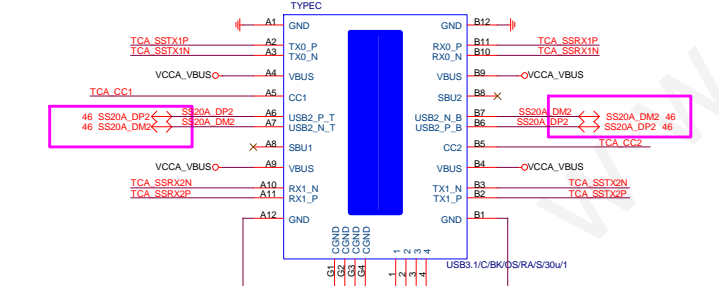 TYPEC
A1 GND GND B12
TCA_SSTX1P A2 TX0_P RX0_P B11 TCA_SSRX1P
TCA_SSTX1N A3 TX0_N RX0_N B10 TCA_SSRX1N
VCCA_VBUS A4 VBUS VBUS B9 VCCA_VBUS
TCA_CC1 A5 CC1 SBU2 B8
46 SS20A_DP2 SS20A_DP2 A6 USB2_P_T USB2_N_B B7 SS20A_DM2 SS20A_DM2 46
46 SS20A_DM2 SS20A_DM2 A7 USB2_N_T USB2_P_B B6 SS20A_DP2 SS20A_DP2 46
A8 SBU1 CC2 B5 TCA_CC2
VCCA_VBUS A9 VBUS VBUS B4 VCCA_VBUS
TCA_SSRX2N A10 RX1_N TX1_N B3 TCA_SSTX2N
TCA_SSRX2P A11 RX1_P TX1_P B2 TCA_SSTX2P
A12 GND GND B1
CGND CGND CGND CGND 1 2 3 4
G1 G2 G3 G4 1 2 3 4
USB3.1/C/BK/OS/RA/S/30u/1